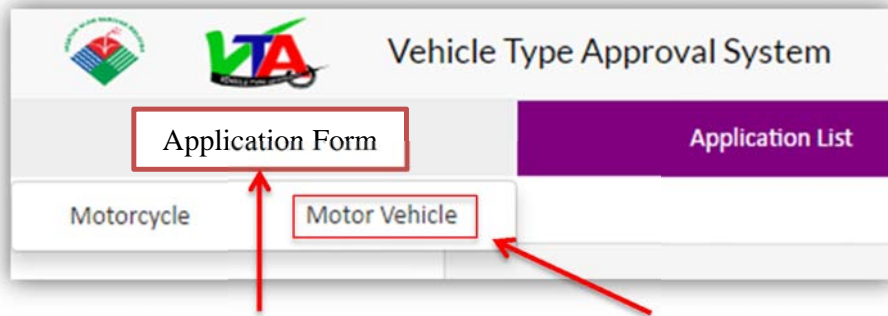 VTA
Vehicle Type Approval System
Application Form
Application List
Motorcycle
Motor Vehicle